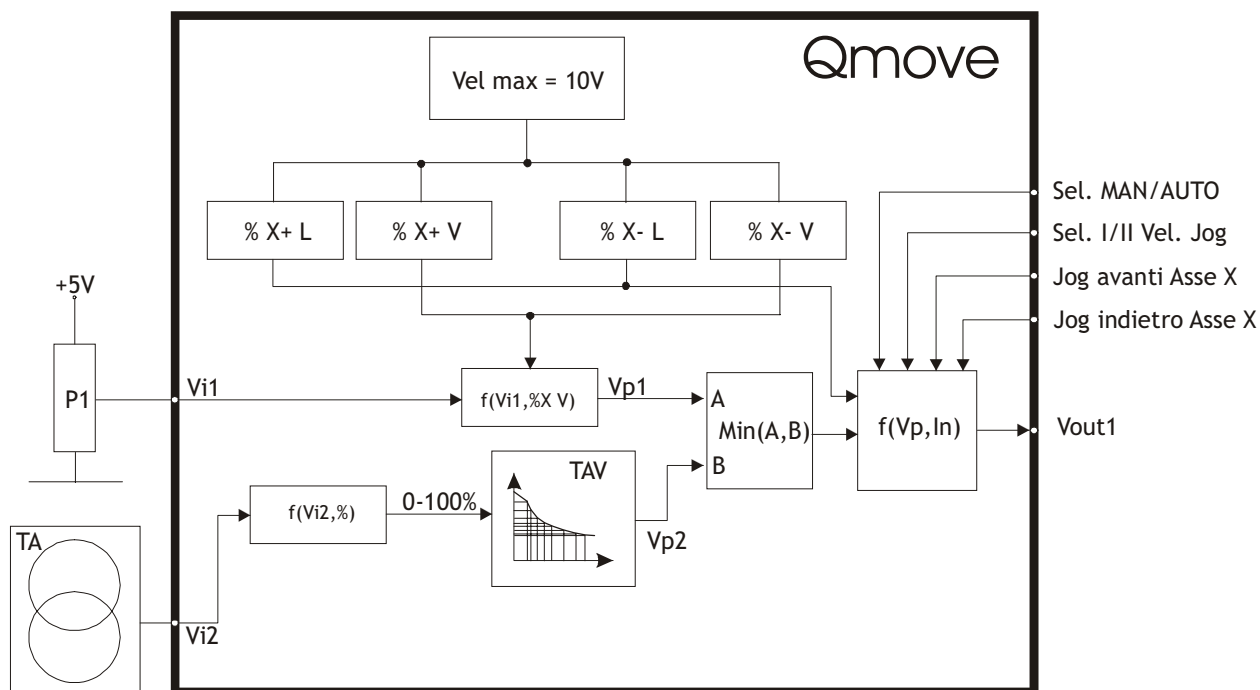 Qmove
Vel max = 10V
% X+ L
% X+ V
% X- L
% X- V
Sel. MAN/AUTO
Sel. I/II Vel. Jog
Jog avanti Asse X
Jog indietro Asse X
+5V
P1
Vi1
f(Vi1,%X V)
Vp1
A
Min(A,B)
B
f(Vp,In)
Vout1
TAV
f(Vi2,%)
0-100%
Vp2
TA
Vi2